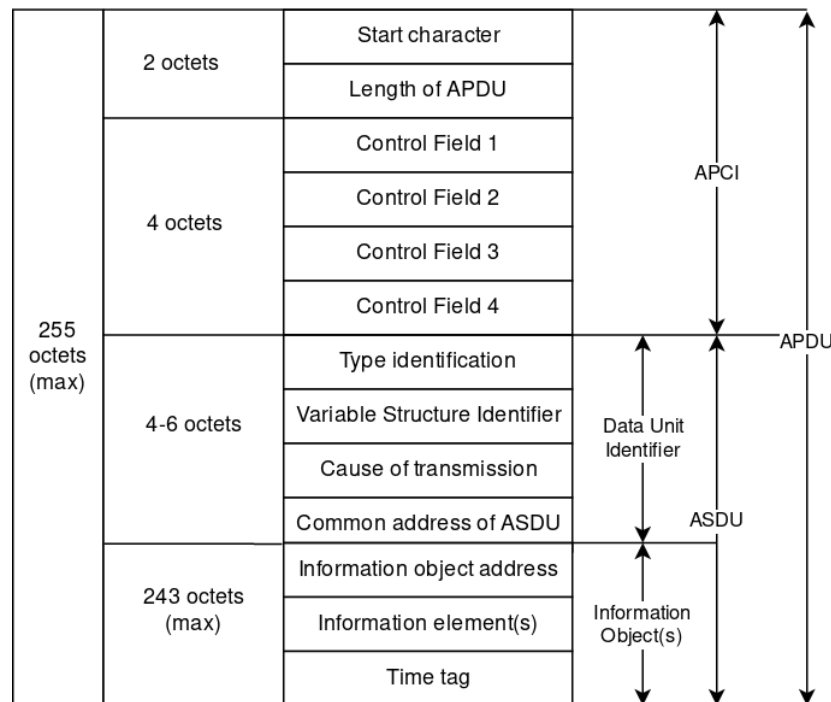 2 octets
Start character
Length of APDU
4 octets
Control Field 1
Control Field 2
Control Field 3
Control Field 4
APCI
255
octets
(max)
APDU
4-6 octets
Type identification
Variable Structure Identifier
Cause of transmission
Common address of ASDU
Data Unit
Identifier
ASDU
243 octets
(max)
Information object address
Information element(s)
Time tag
Information
Object(s)